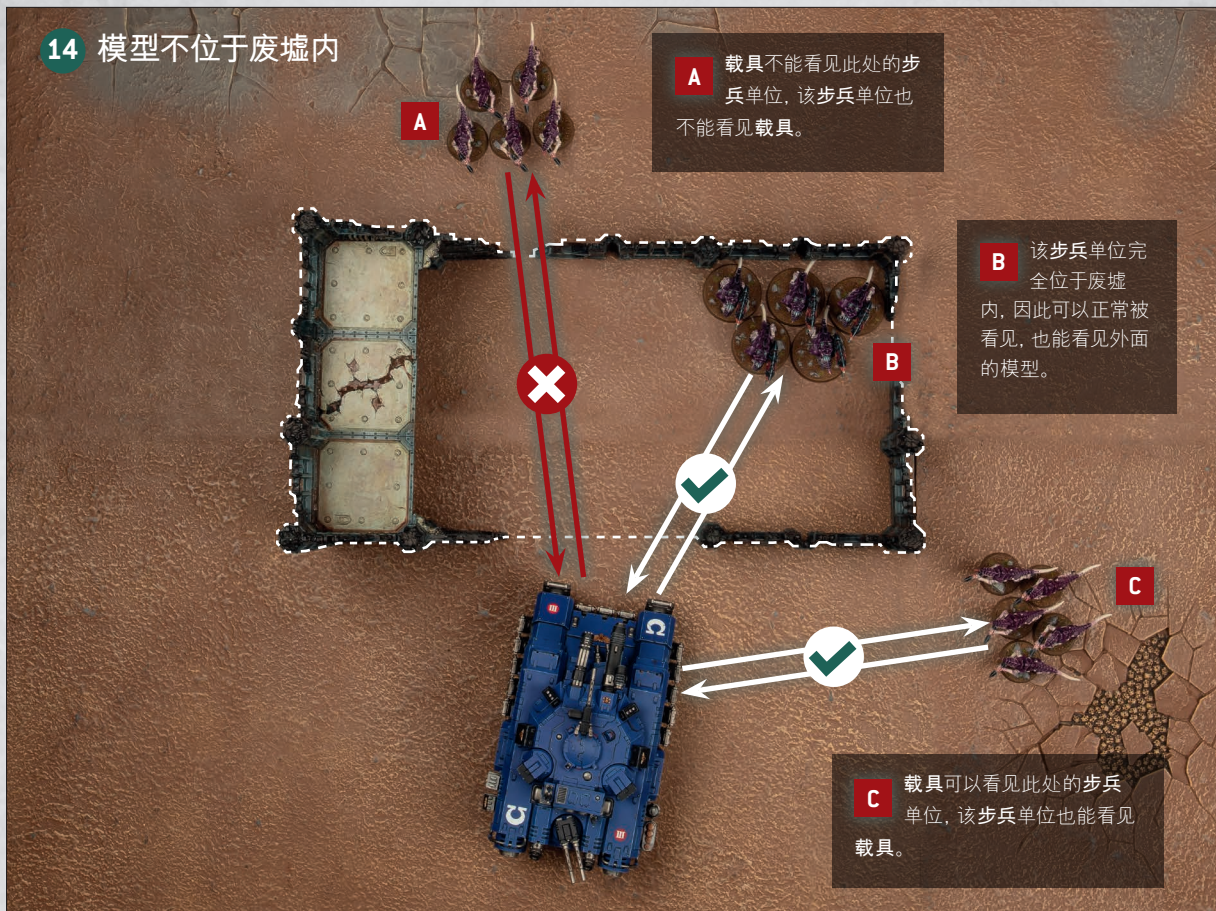 14 模型不位于废墟内
A 载具不能看见此处的步
兵单位, 该步兵单位也
不能看见载具。
A
B 该步兵单位完
全位于废墟
内, 因此可以正常被
看见, 也能看见外面
的模型。
B
C
C 载具可以看见此处的步兵
单位, 该步兵单位也能看见
载具。